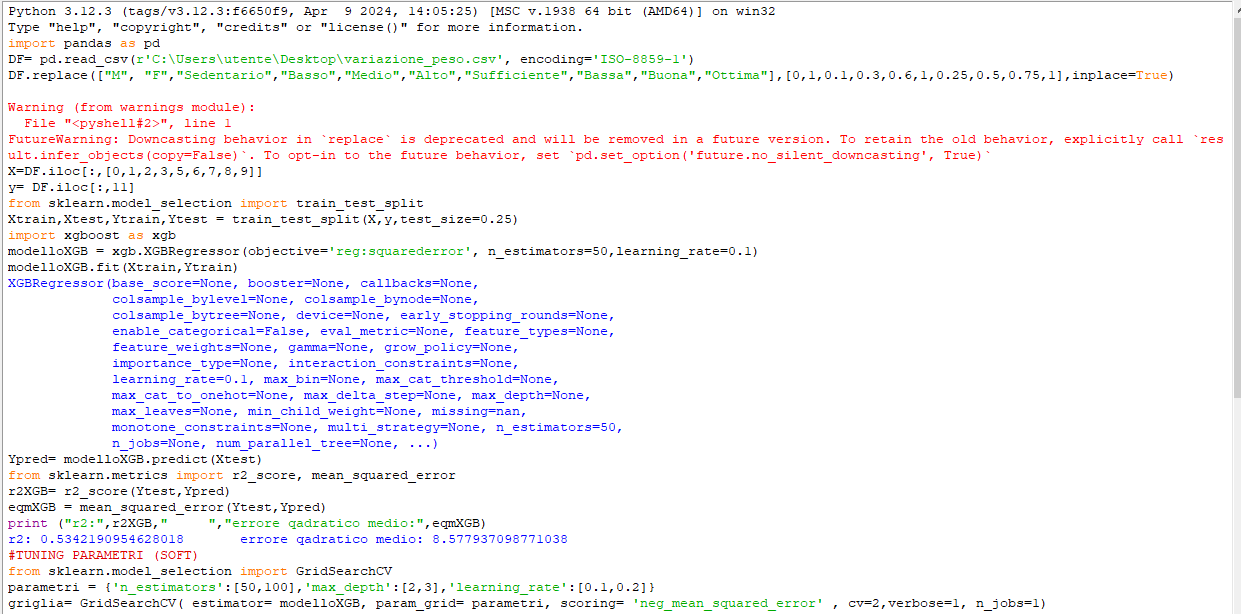 Python 3.12.3 (tags/v3.12.3:f6650f9, Apr  9 2024, 14:05:25) [MSC v.1938 64 bit (AMD64)] on win32
Type "help", "copyright", "credits" or "license()" for more information.
import pandas as pd
DF= pd.read_csv(r'C:\Users\utente\Desktop\variazione_peso.csv', encoding='ISO-8859-1')
DF.replace(["M", "F","Sedentario","Basso","Medio","Alto","Sufficiente","Bassa","Buona","Ottima"],[0,1,0.1,0.3,0.6,1,0.25,0.5,0.75,1],inplace=True)
Warning (from warnings module):
  File "<pyshell#2>", line 1
FutureWarning: Downcasting behavior in `replace` is deprecated and will be removed in a future version. To retain the old behavior, explicitly call `res
ult.infer_objects(copy=False)`. To opt-in to the future behavior, set `pd.set_option('future.no_silent_downcasting', True)`
X=DF.iloc[:,[0,1,2,3,5,6,7,8,9]]
y= DF.iloc[:,11]
from sklearn.model_selection import train_test_split
Xtrain,Xtest,Ytrain,Ytest = train_test_split(X,y,test_size=0.25)
import xgboost as xgb
modelloXGB = xgb.XGBRegressor(objective='reg:squarederror', n_estimators=50,learning_rate=0.1)
modelloXGB.fit(Xtrain,Ytrain)
XGBRegressor(base_score=None, booster=None, callbacks=None,
             colsample_bylevel=None, colsample_bynode=None,
             colsample_bytree=None, device=None, early_stopping_rounds=None,
             enable_categorical=False, eval_metric=None, feature_types=None,
             feature_weights=None, gamma=None, grow_policy=None,
             importance_type=None, interaction_constraints=None,
             learning_rate=0.1, max_bin=None, max_cat_threshold=None,
             max_cat_to_onehot=None, max_delta_step=None, max_depth=None,
             max_leaves=None, min_child_weight=None, missing=nan,
             monotone_constraints=None, multi_strategy=None, n_estimators=50,
             n_jobs=None, num_parallel_tree=None, ...)
Ypred= modelloXGB.predict(Xtest)
from sklearn.metrics import r2_score, mean_squared_error
r2XGB= r2_score(Ytest,Ypred)
eqmXGB = mean_squared_error(Ytest,Ypred)
print ("r2:",r2XGB,"     ","errore qadratico medio:",eqmXGB)
r2: 0.5342190954628018       errore qadratico medio: 8.577937098771038
#TUNING PARAMETRI (SOFT)
from sklearn.model_selection import GridSearchCV
parametri = {'n_estimators':[50,100],'max_depth':[2,3],'learning_rate':[0.1,0.2]}
griglia= GridSearchCV( estimator= modelloXGB, param_grid= parametri, scoring= 'neg_mean_squared_error' , cv=2,verbose=1, n_jobs=1)